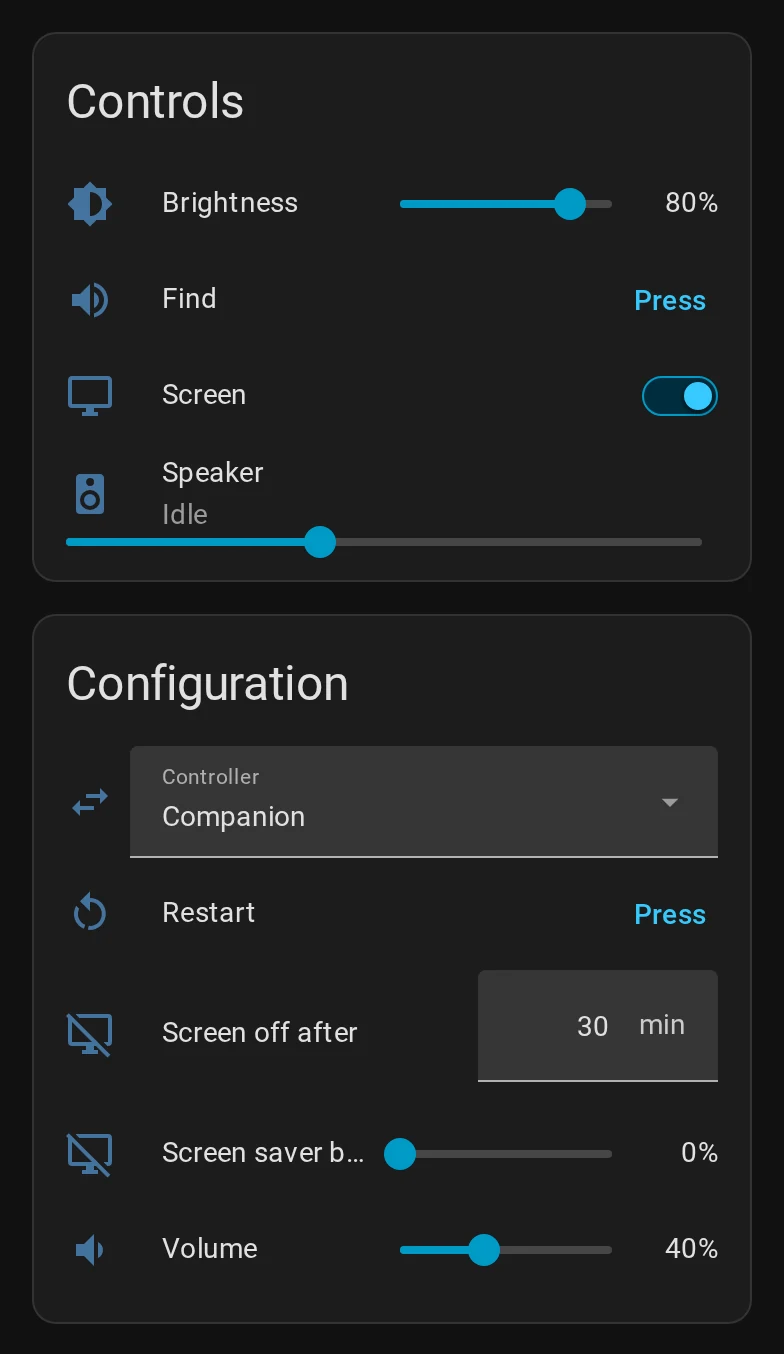 Controls
Brightness 80%
Find Press
Screen
Speaker
Idle
Configuration
Controller
Companion
Restart Press
Screen off after 30 min
Screen saver b... 0%
Volume 40%